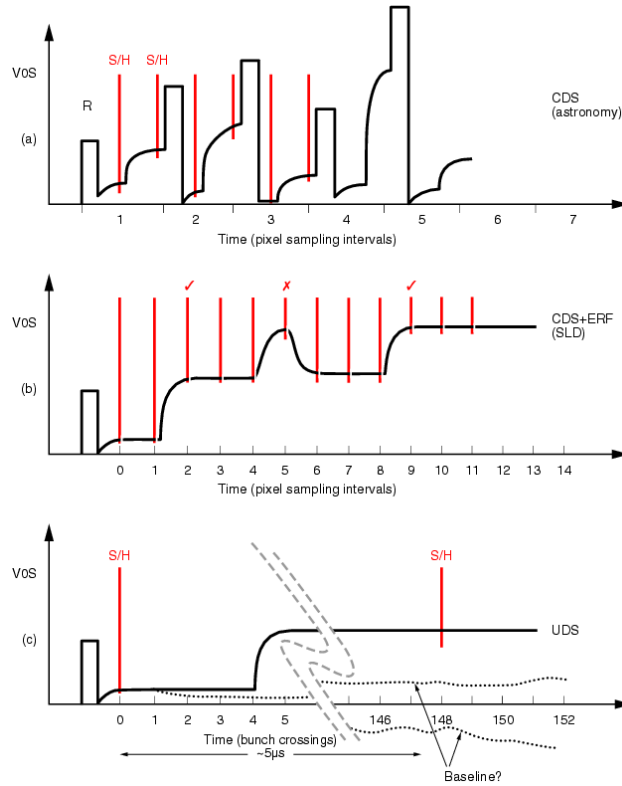 S/H S/H
V0S
R
CDS
(astronomy)
(a)
1 2 3 4 5 6 7
Time (pixel sampling intervals)
✓ ✗ ✓
V0S
CDS+ERF
(SLD)
(b)
0 1 2 3 4 5 6 7 8 9 10 11 12 13 14
Time (pixel sampling intervals)
S/H S/H
V0S
(c)
UDS
0 1 2 3 4 5 146 148 150 152
Time (bunch crossings)
~5µs
Baseline?